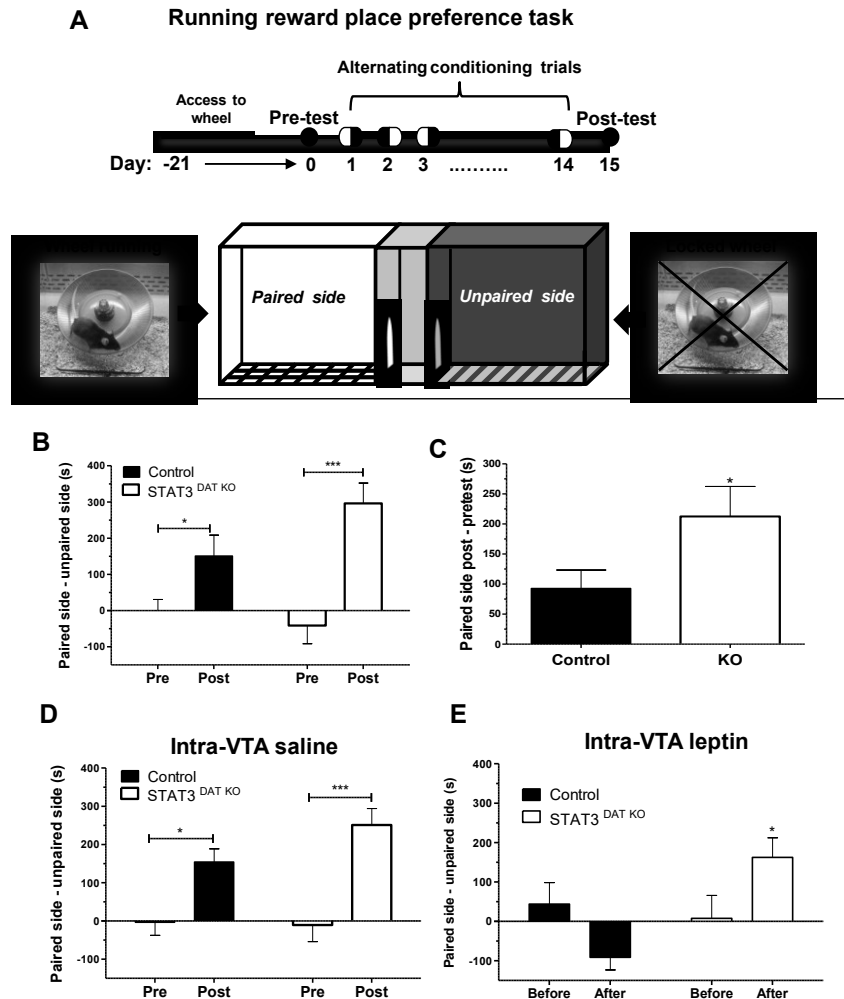 A Running reward place preference task
Alternating conditioning trials
Access to
wheel
Pre-test
Post-test
Day: -21 0 1 2 3 ......... 14 15
Wheel running
Locked wheel
Paired side
Unpaired side
B
Paired side - unpaired side (s)
400
300
200
100
0
-100
Control
STAT3 DAT KO
*
***
Pre Post Pre Post
C
Paired side post - pretest (s)
300
250
200
150
100
50
0
*
Control KO
D
Intra-VTA saline
Paired side - unpaired side (s)
400
300
200
100
0
-100
Control
STAT3 DAT KO
*
***
Pre Post Pre Post
E
Intra-VTA leptin
Paired side - unpaired side (s)
400
300
200
100
0
-100
Control
STAT3 DAT KO
*
Before After Before After